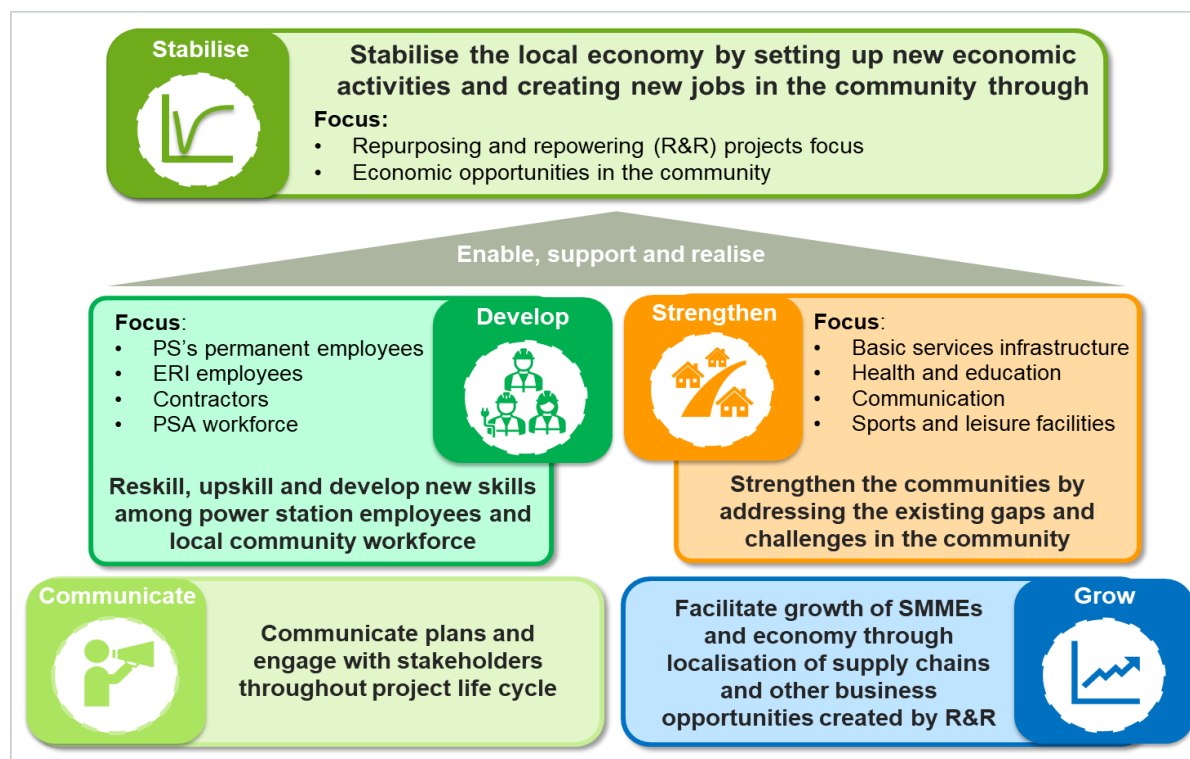 Stabilise
Stabilise the local economy by setting up new economic
activities and creating new jobs in the community through
Focus:
• Repurposing and repowering (R&R) projects focus
• Economic opportunities in the community
Enable, support and realise
Focus:
• PS's permanent employees
• ERI employees
• Contractors
• PSA workforce
Develop
Reskill, upskill and develop new skills
among power station employees and
local community workforce
Strengthen
Focus:
• Basic services infrastructure
• Health and education
• Communication
• Sports and leisure facilities
Strengthen the communities by
addressing the existing gaps and
challenges in the community
Communicate
Communicate plans and
engage with stakeholders
throughout project life cycle
Facilitate growth of SMMEs
and economy through
localisation of supply chains
and other business
opportunities created by R&R
Grow